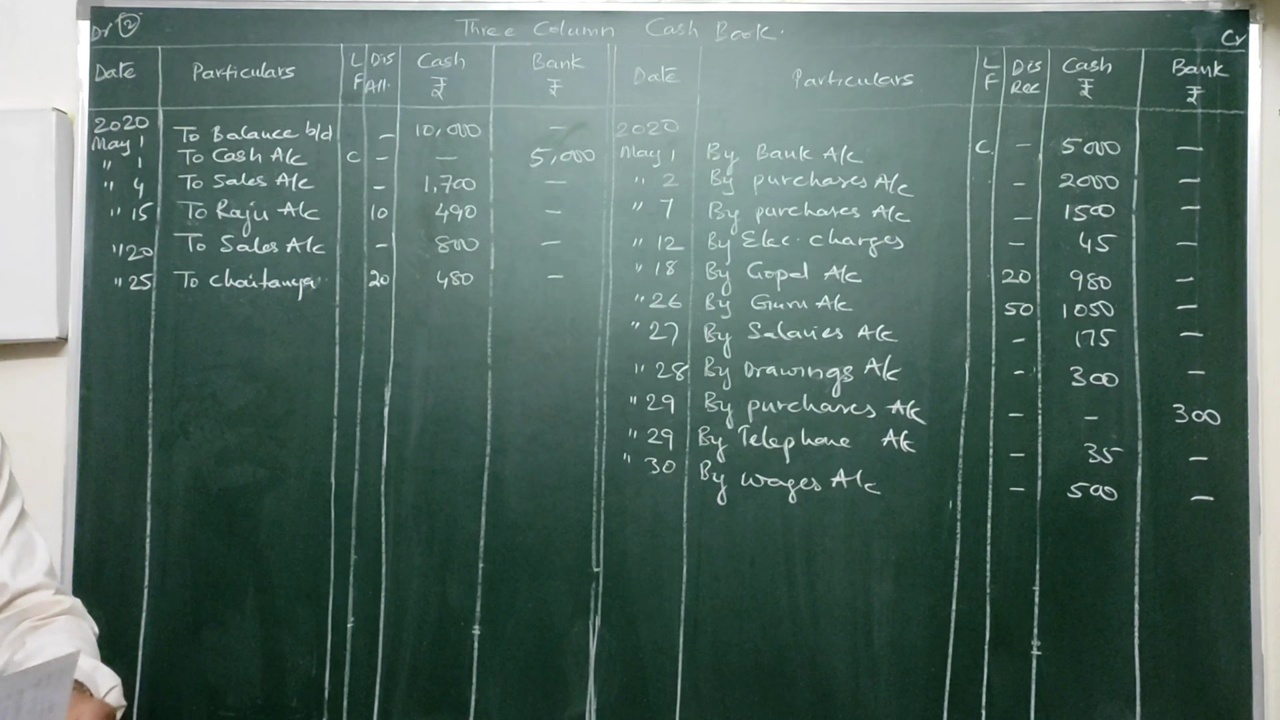 Dr ② Three Column Cash Book. Cr
Date Particulars L F Dis All. Cash ₹ Bank ₹ Date Particulars L F Dis Rec Cash ₹ Bank ₹
2020 2020
May 1 To Balance b/d - 10,000 - May 1 By Bank A/c C. - 5000 -
" 1 To Cash A/c C - - 5,000 " 2 By purchases A/c - 2000 -
" 4 To Sales A/c - 1,700 - " 7 By purchases A/c - 1500 -
" 15 To Raju A/c 10 490 - " 12 By Elec. charges - 45 -
" 20 To Sales A/c - 800 - " 18 By Gopal A/c 20 980 -
" 25 To Chaitanya 20 480 - " 26 By Guru A/c 50 1050 -
" 27 By Salaries A/c - 175 -
" 28 By Drawings A/c - 300 -
" 29 By purchases A/c - - 300
" 29 By Telephone A/c - 35 -
" 30 By wages A/c - 500 -